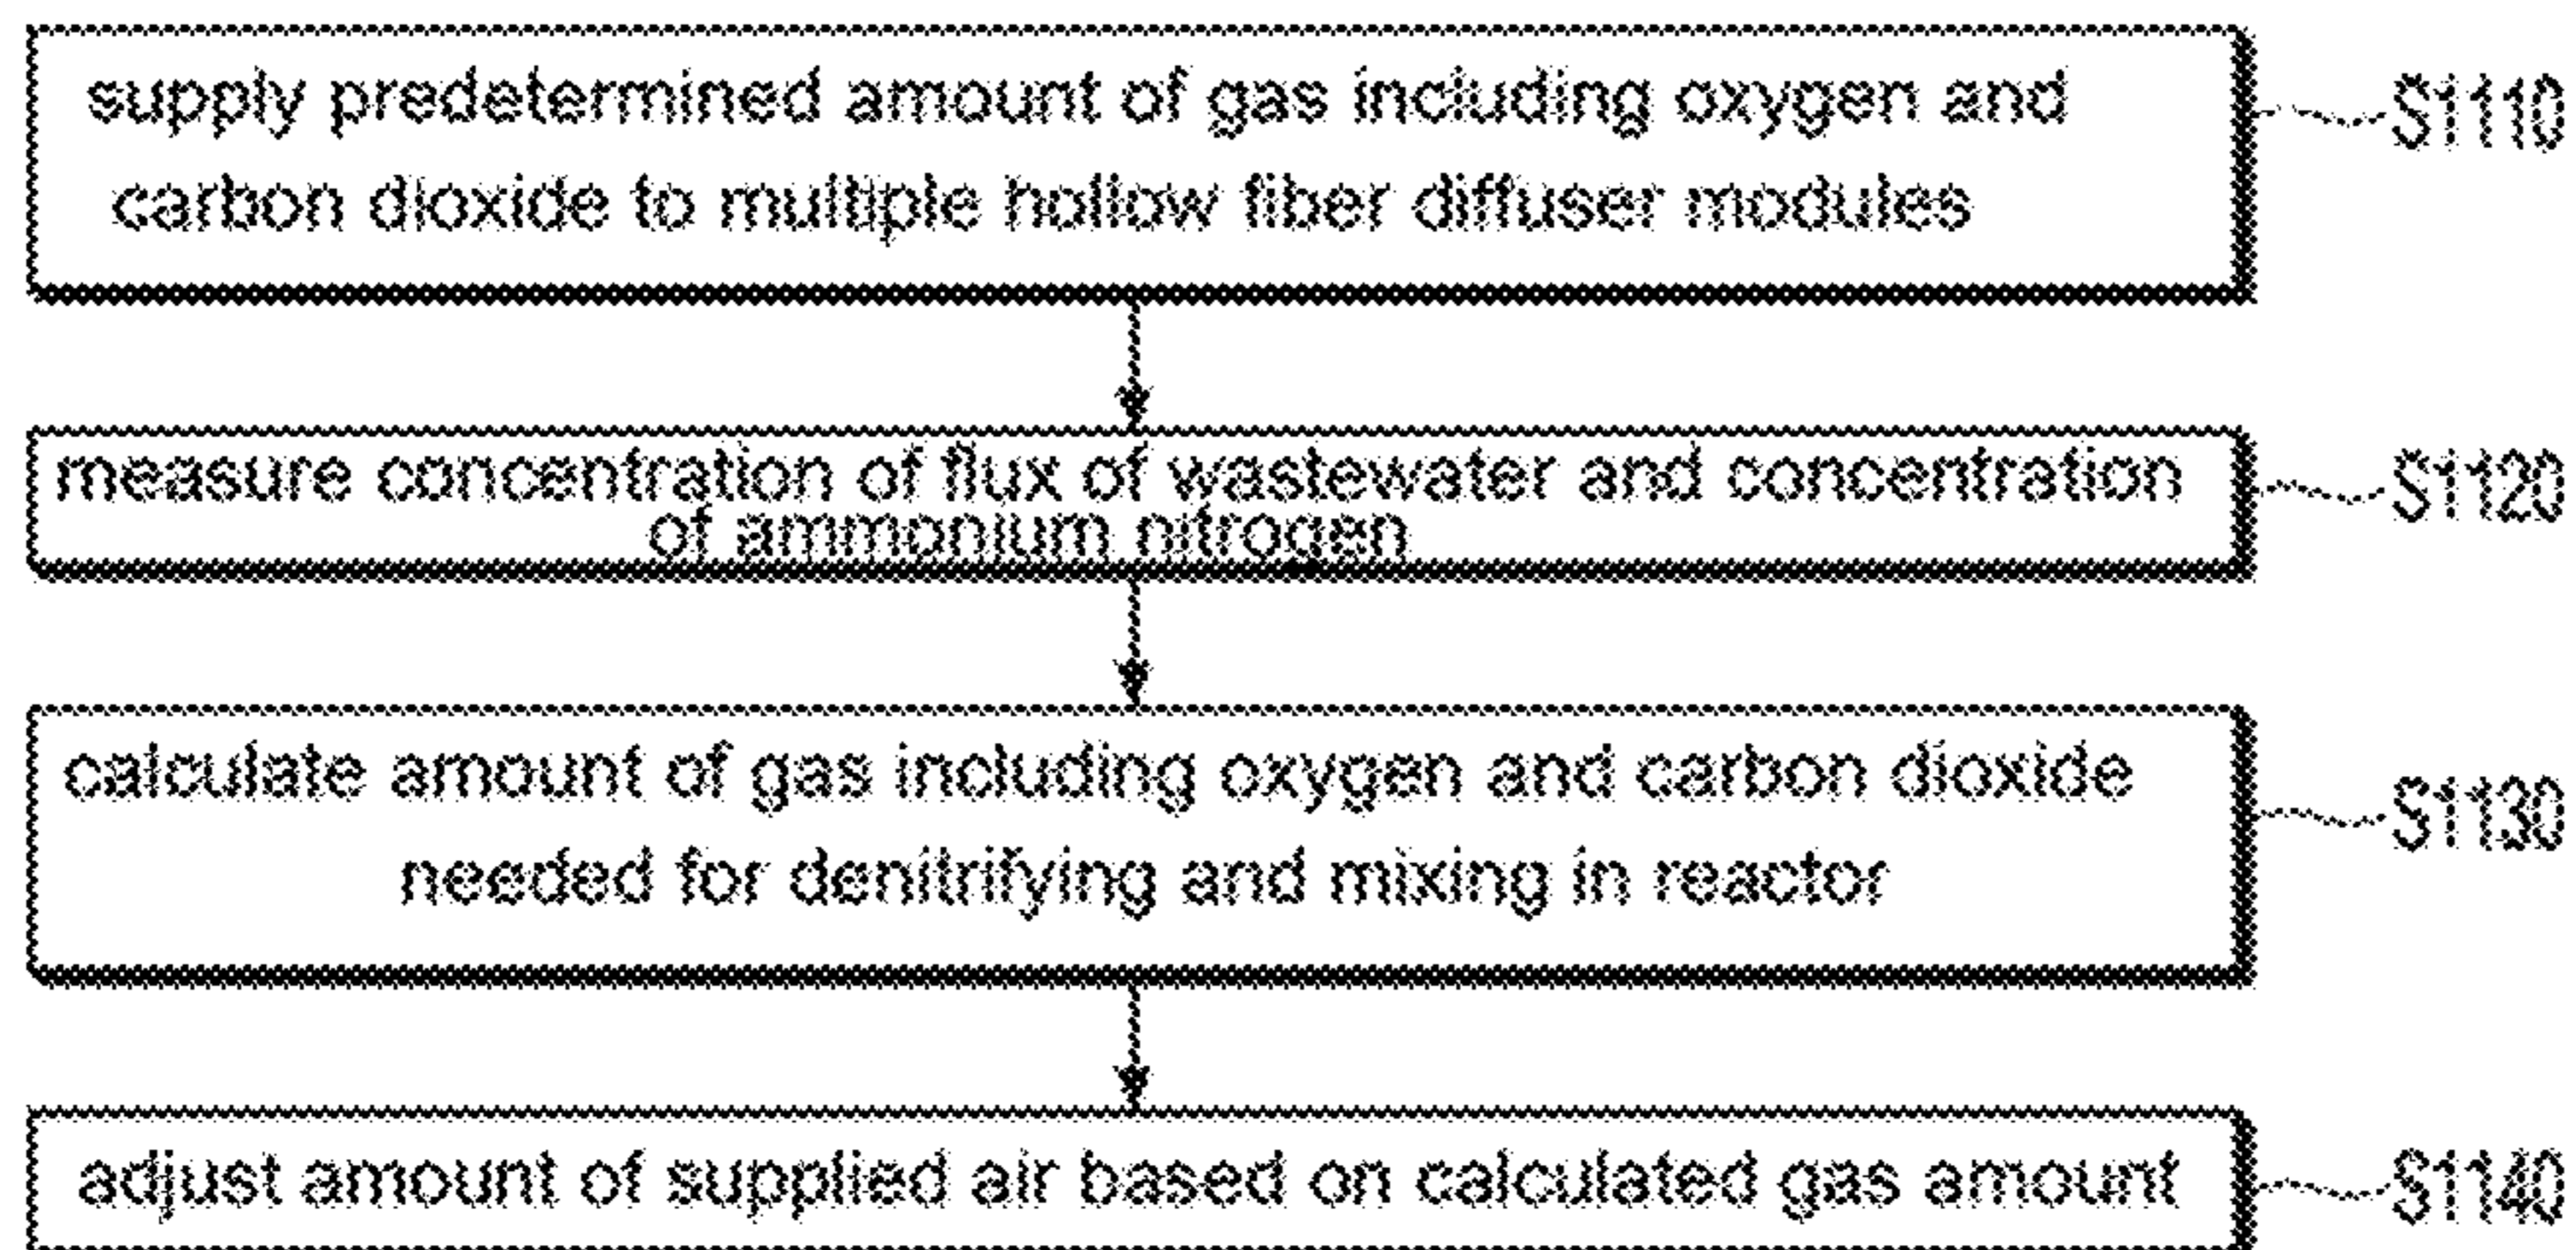 supply predetermined amount of gas including oxygen and
carbon dioxide to multiple hollow fiber diffuser modules
S1110
measure concentration of flux of wastewater and concentration
of ammonium nitrogen
S1120
calculate amount of gas including oxygen and carbon dioxide
needed for denitrifying and mixing in reactor
S1130
adjust amount of supplied air based on calculated gas amount
S1140